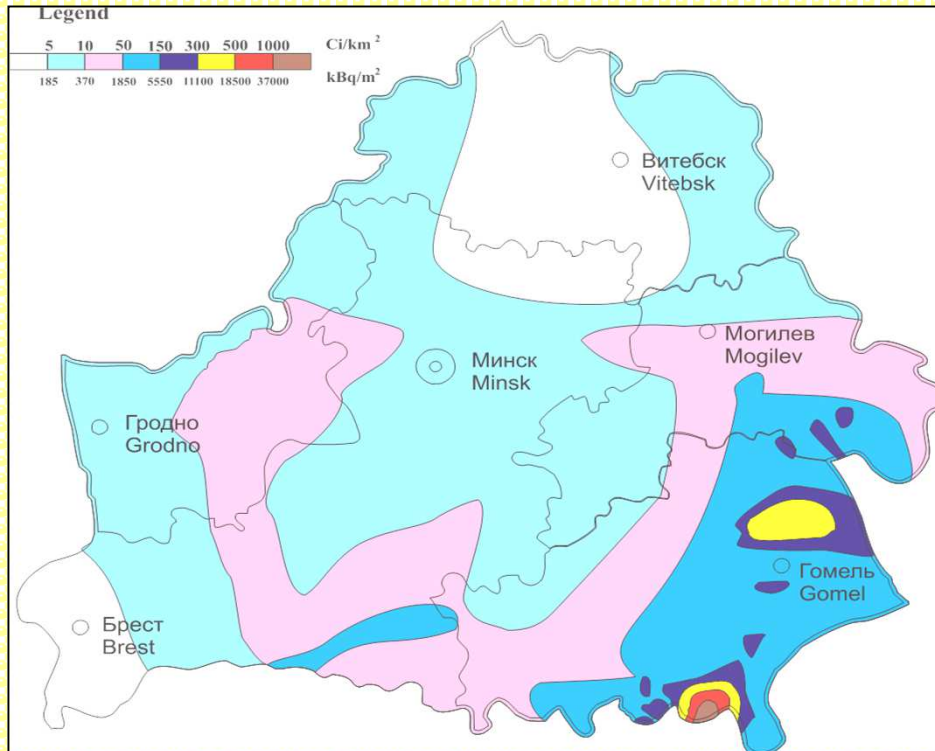 Legend
5 10 50 150 300 500 1000 Ci/km²
185 370 1850 5550 11100 18500 37000 kBq/m²
Витебск
Vitebsk
Могилев
Mogilev
Минск
Minsk
Гродно
Grodno
Гомель
Gomel
Брест
Brest